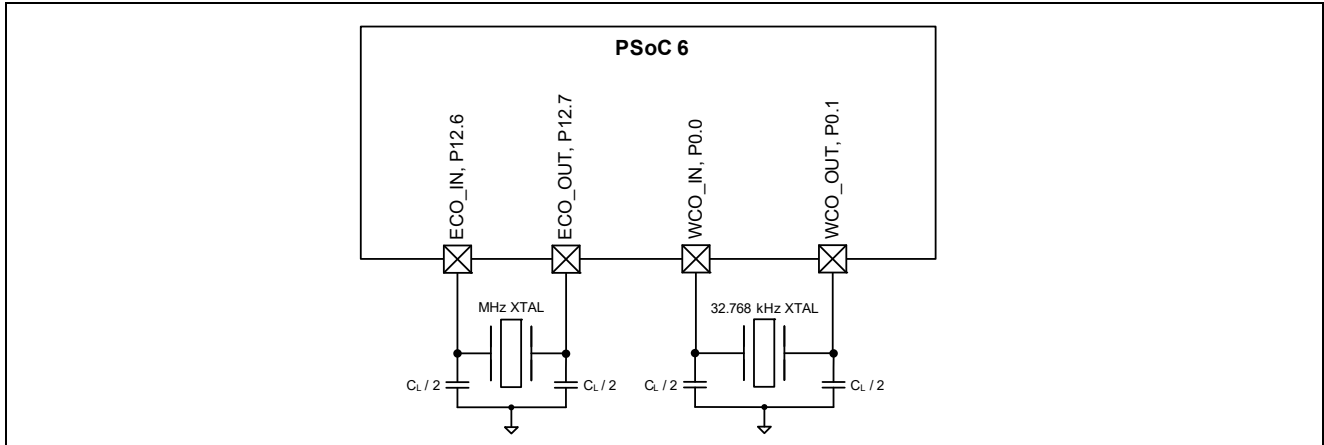 PSoC 6
ECO_IN, P12.6
ECO_OUT, P12.7
WCO_IN, P0.0
WCO_OUT, P0.1
MHz XTAL
32.768 kHz XTAL
CL / 2
CL / 2
CL / 2
CL / 2